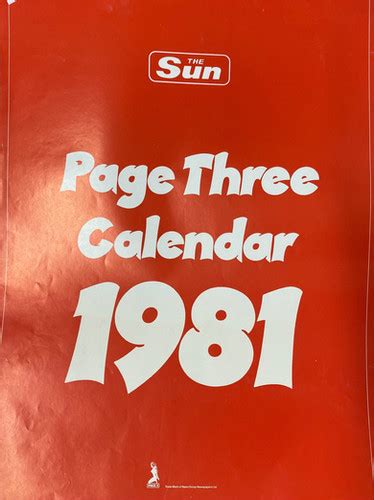 THE
Sun
Page Three
Calendar
1981